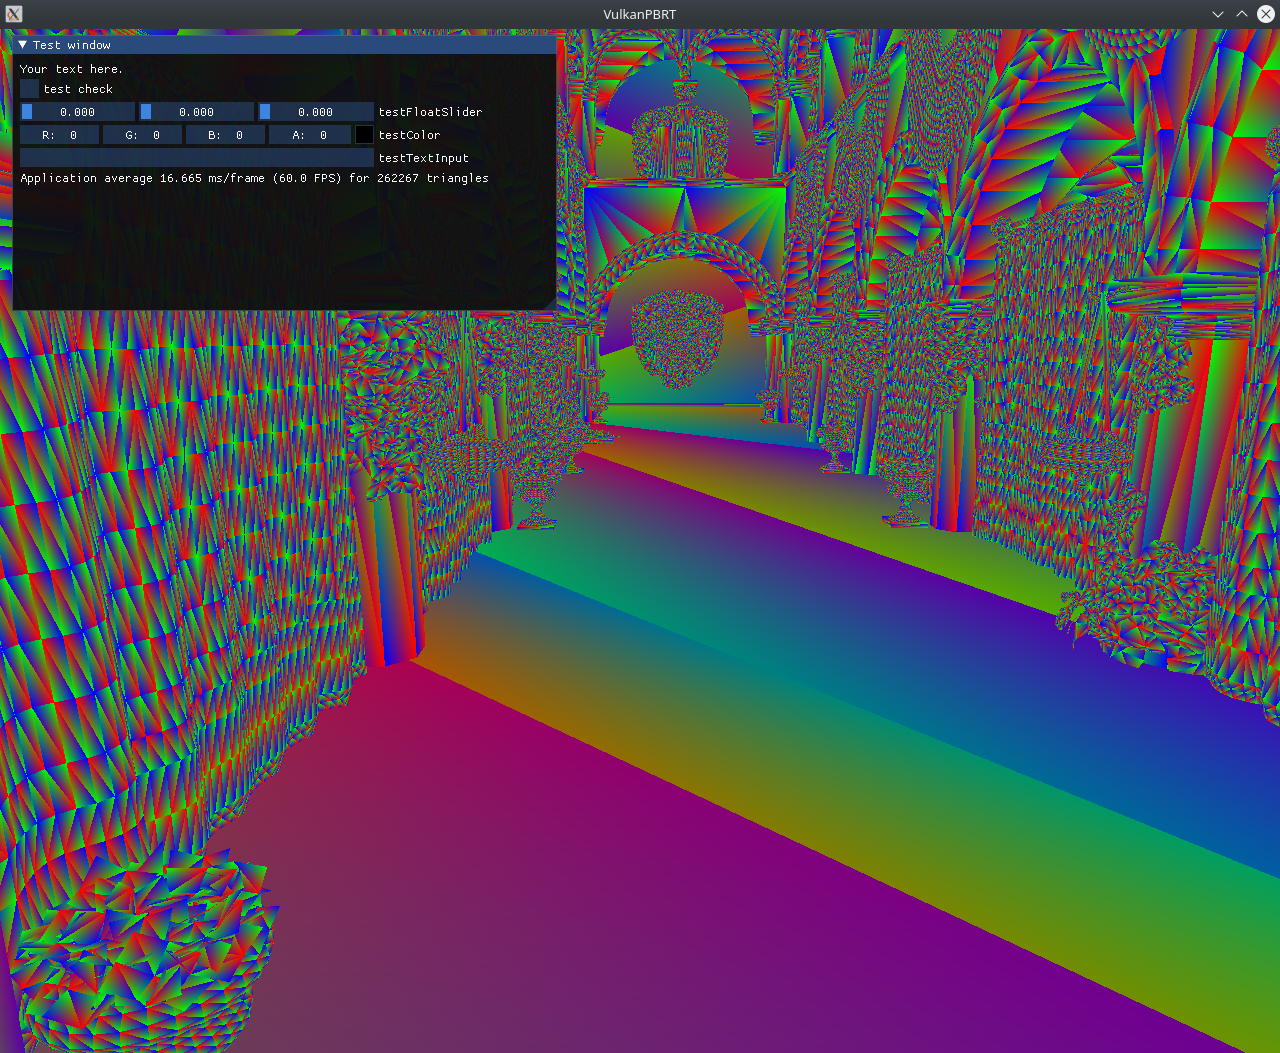 VulkanPBRT
Test window
Your text here.
test check
0.000 0.000 0.000 testFloatSlider
R: 0 G: 0 B: 0 A: 0 testColor
testTextInput
Application average 16.665 ms/frame (60.0 FPS) for 262267 triangles